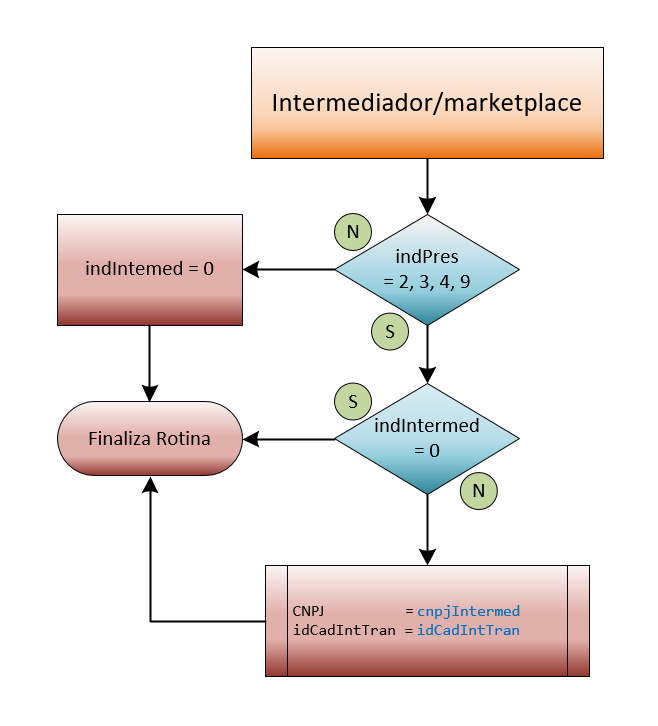 Intermediador/marketplace
N
indPres
= 2, 3, 4, 9
indIntemed = 0
S
S
indIntermed
= 0
Finaliza Rotina
N
CNPJ = cnpjIntermed
idCadIntTran = idCadIntTran